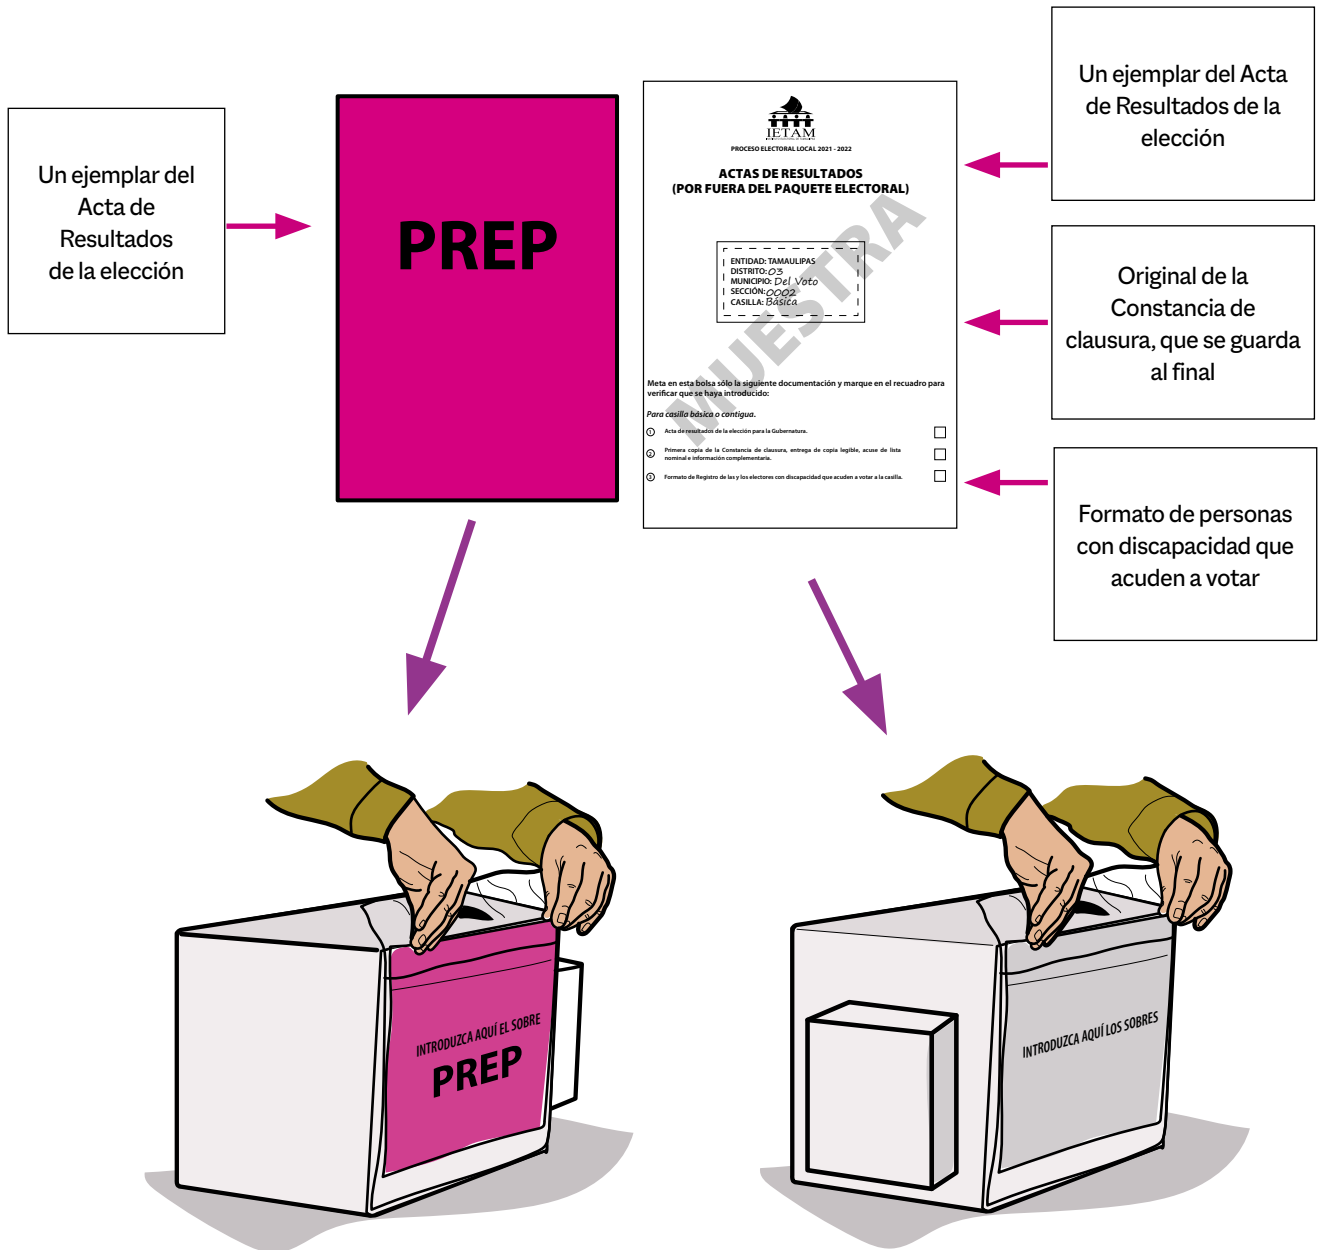 Un ejemplar del
Acta de
Resultados
de la elección
PREP
IETAM
PROCESO ELECTORAL LOCAL 2021 - 2022
ACTAS DE RESULTADOS
(POR FUERA DEL PAQUETE ELECTORAL)
ENTIDAD: TAMAULIPAS
DISTRITO: 03
MUNICIPIO: Del Voto
SECCIÓN: 0002
CASILLA: Básica
MUESTRA
Meta en esta bolsa sólo la siguiente documentación y marque en el recuadro para
verificar que se haya introducido:
Para casilla básica o contigua.
1 Acta de resultados de la elección para la Gubernatura.
2 Primera copia de la Constancia de clausura, entrega de copia legible, acuse de lista
nominal e información complementaria.
3 Formato de Registro de las y los electores con discapacidad que acuden a votar a la casilla.
Un ejemplar del Acta
de Resultados de la
elección
Original de la
Constancia de
clausura, que se guarda
al final
Formato de personas
con discapacidad que
acuden a votar
INTRODUZCA AQUÍ EL SOBRE
PREP
INTRODUZCA AQUÍ LOS SOBRES